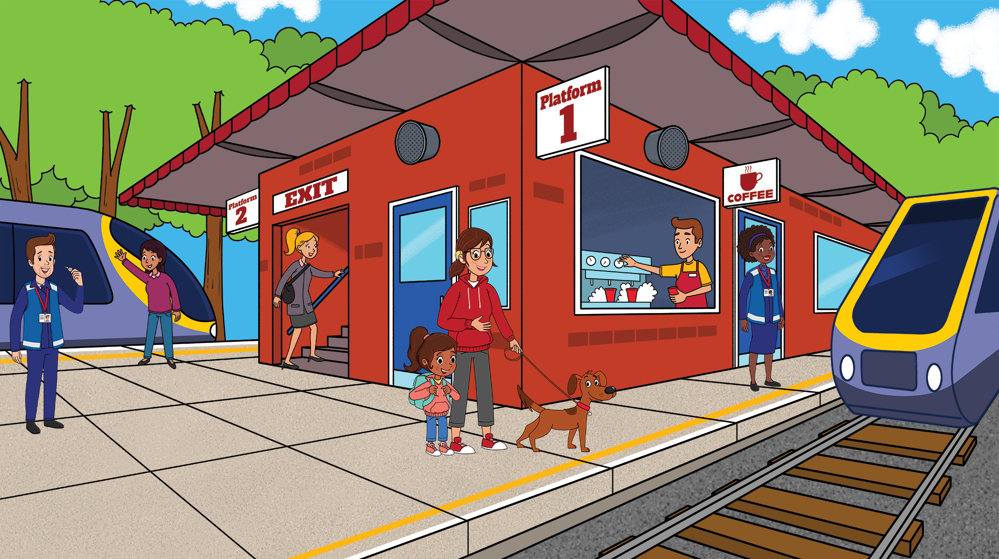 Platform
1
COFFEE
EXIT
Platform
2